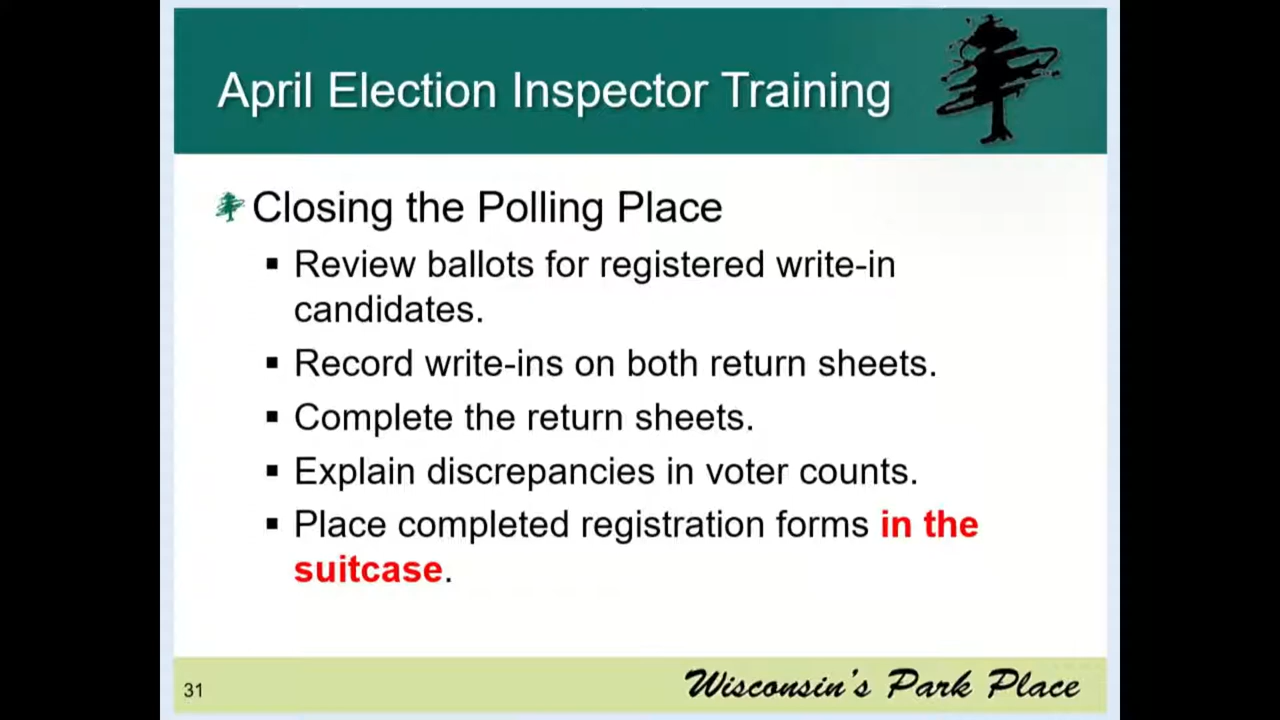 April Election Inspector Training
Closing the Polling Place
▪ Review ballots for registered write-in
candidates.
▪ Record write-ins on both return sheets.
▪ Complete the return sheets.
▪ Explain discrepancies in voter counts.
▪ Place completed registration forms in the
suitcase.
31
Wisconsin's Park Place